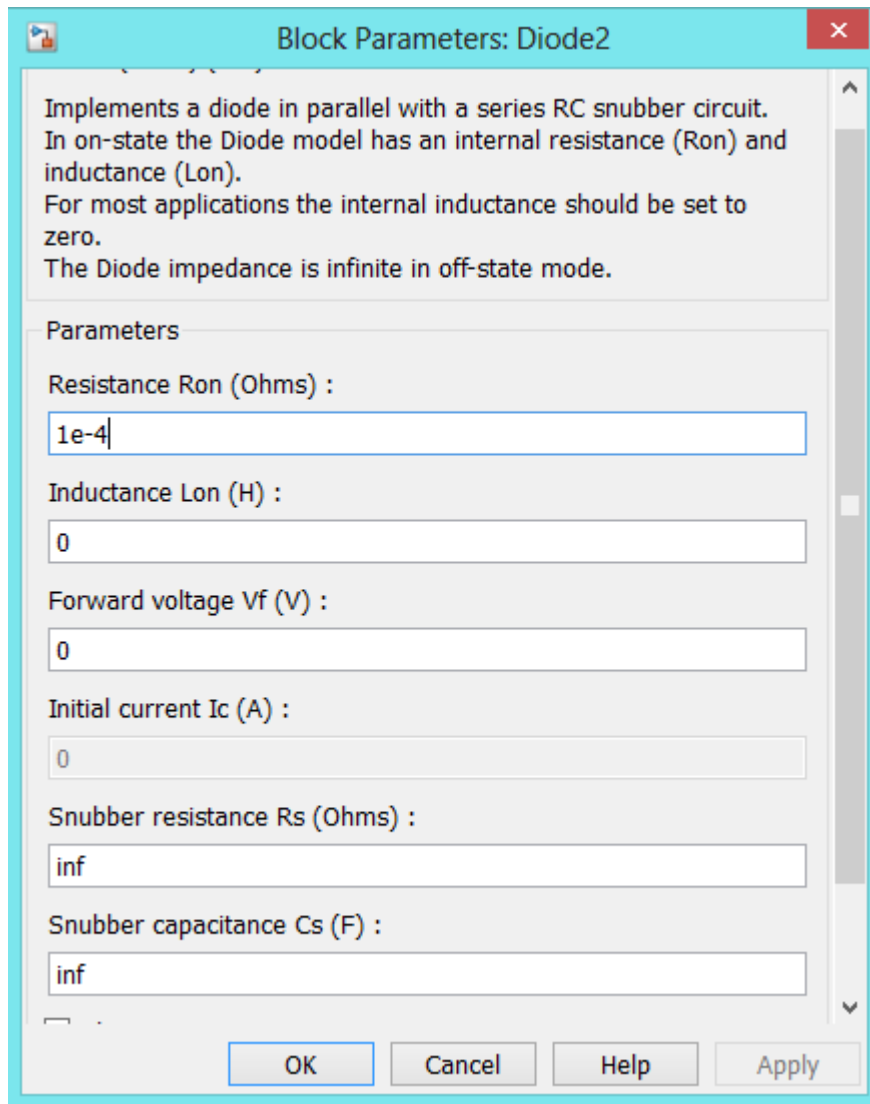 Block Parameters: Diode2
Implements a diode in parallel with a series RC snubber circuit.
In on-state the Diode model has an internal resistance (Ron) and
inductance (Lon).
For most applications the internal inductance should be set to
zero.
The Diode impedance is infinite in off-state mode.
Parameters
Resistance Ron (Ohms) :
1e-4
Inductance Lon (H) :
0
Forward voltage Vf (V) :
0
Initial current Ic (A) :
0
Snubber resistance Rs (Ohms) :
inf
Snubber capacitance Cs (F) :
inf
OK Cancel Help Apply